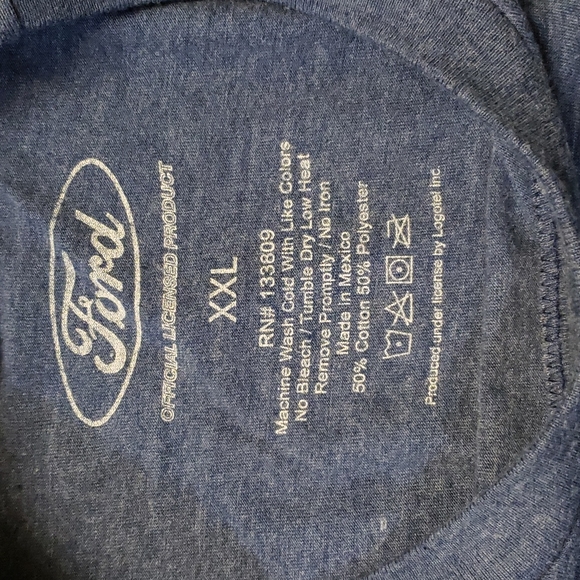 Ford
OFFICIAL LICENSED PRODUCT
XXL
RN# 133809
Machine Wash Cold With Like Colors
No Bleach / Tumble Dry Low Heat
Remove Promptly / No Iron
Made in Mexico
50% Cotton 50% Polyester
Produced under license by Logotel Inc.